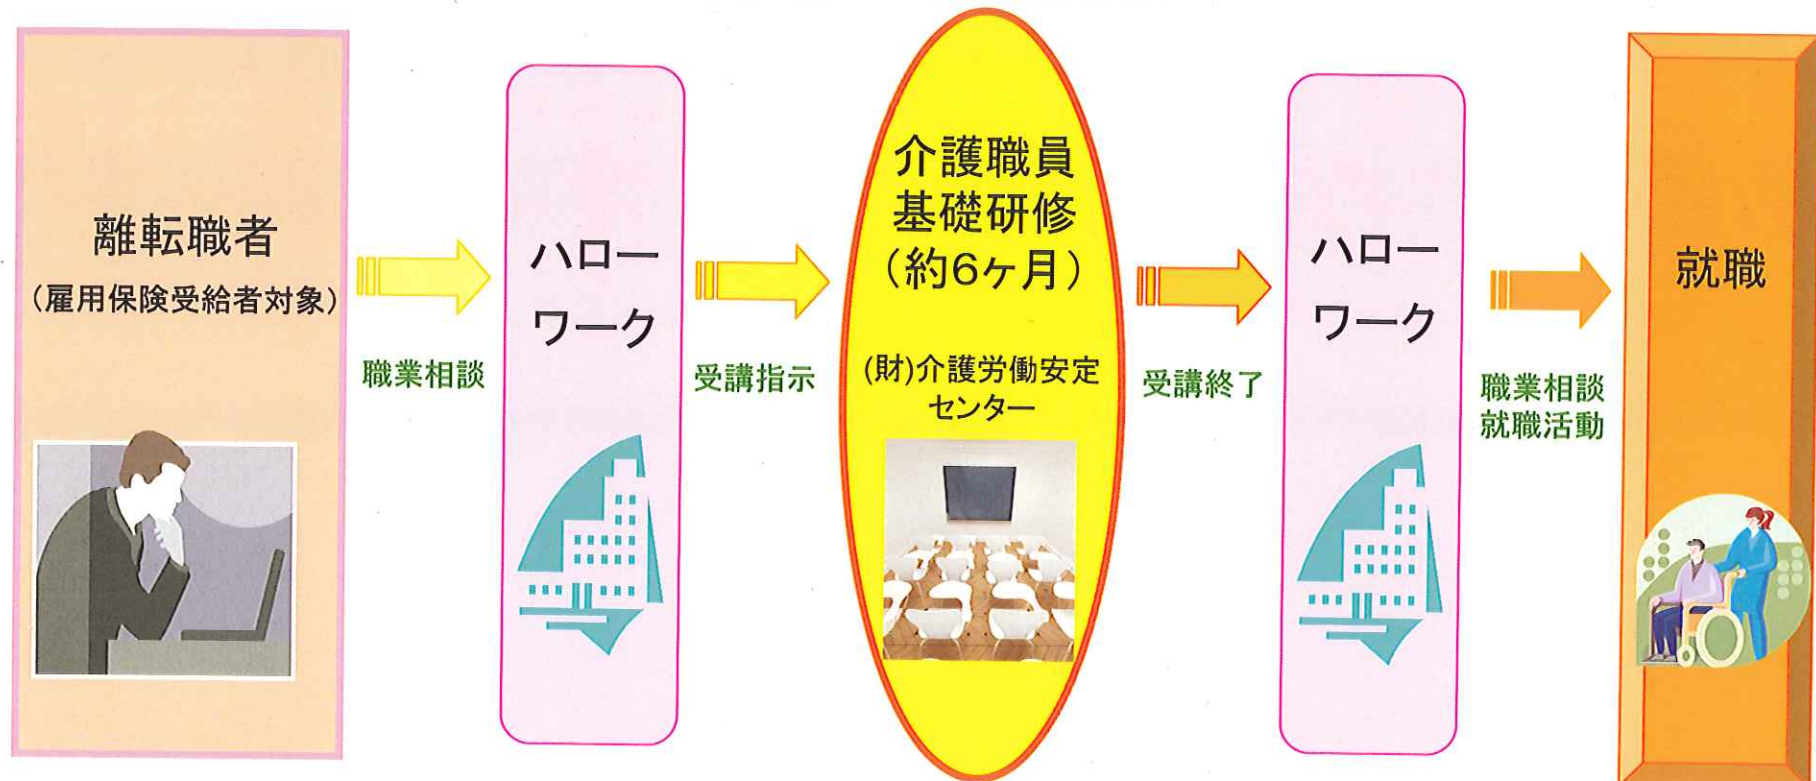 離転職者
（雇用保険受給者対象）
職業相談
ハロー
ワーク
受講指示
介護職員
基礎研修
（約6ヶ月）
(財)介護労働安定
センター
受講終了
ハロー
ワーク
職業相談
就職活動
就職